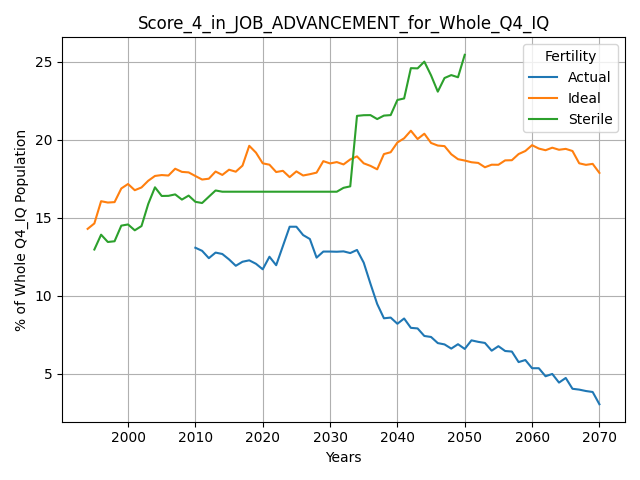 Score_4_in_JOB_ADVANCEMENT_for_Whole_Q4_IQ
% of Whole Q4_IQ Population
25
20
15
10
5
Fertility
Actual
Ideal
Sterile
2000 2010 2020 2030 2040 2050 2060 2070
Years